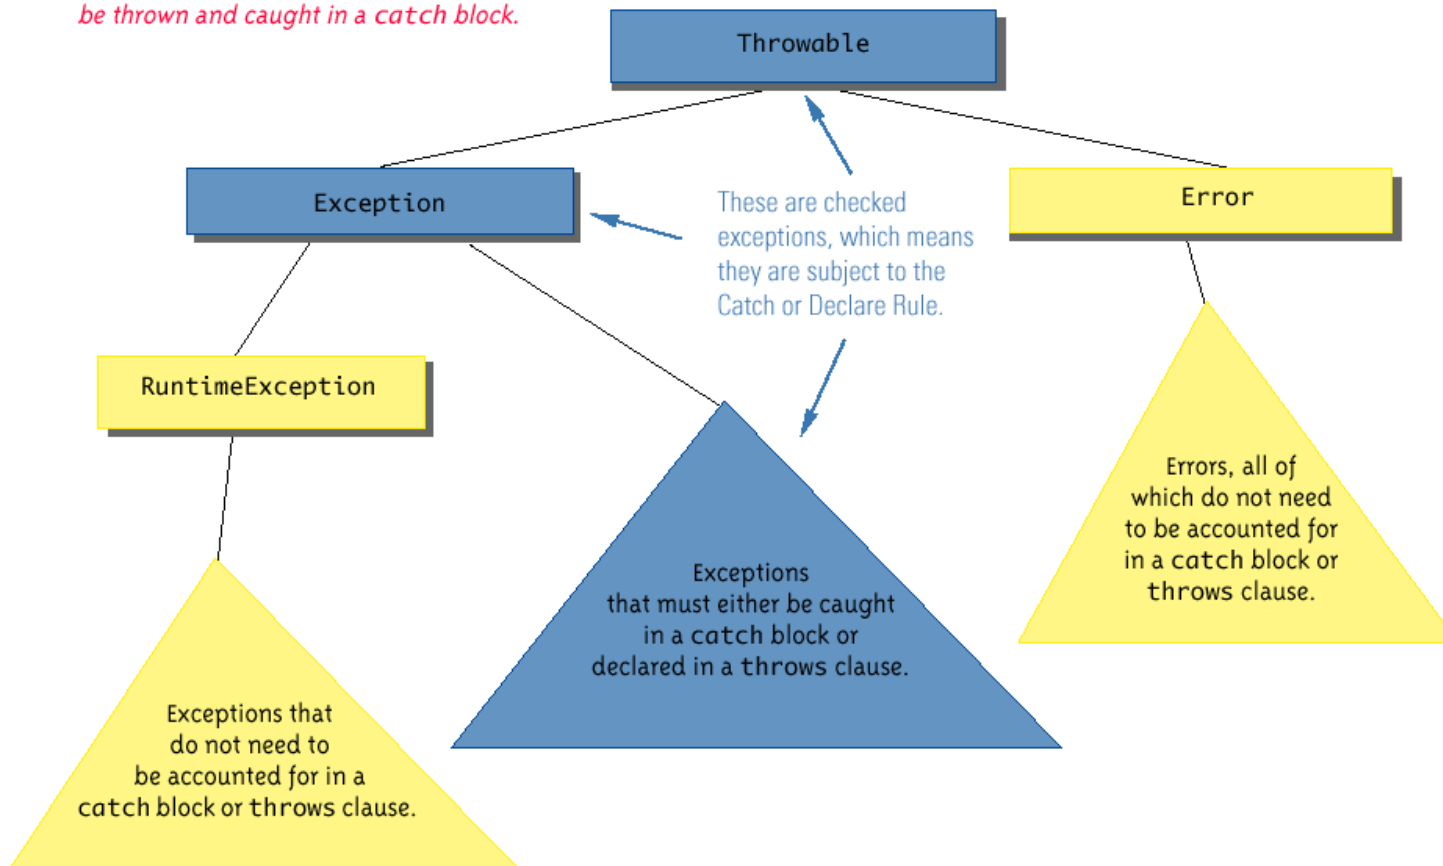 be thrown and caught in a catch block.
Throwable
Exception
These are checked
exceptions, which means
they are subject to the
Catch or Declare Rule.
Error
RuntimeException
Errors, all of
which do not need
to be accounted for
in a catch block or
throws clause.
Exceptions
that must either be caught
in a catch block or
declared in a throws clause.
Exceptions that
do not need to
be accounted for in a
catch block or throws clause.